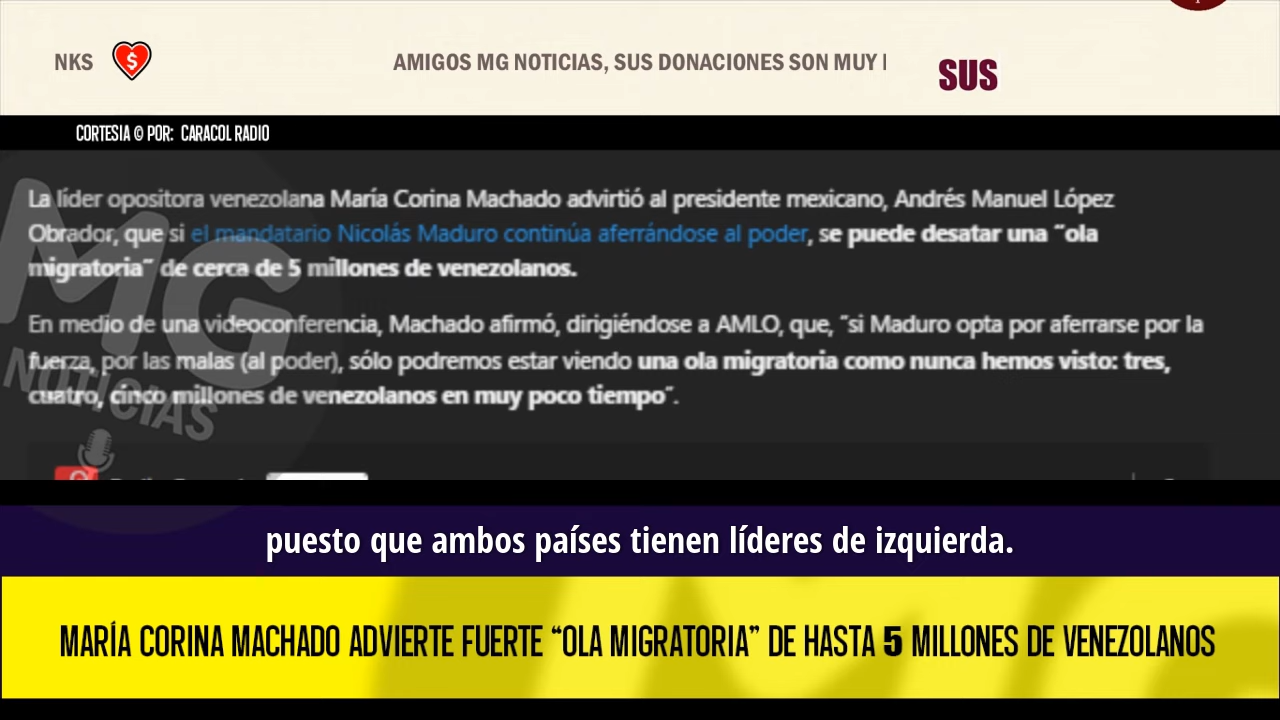 NKS
AMIGOS MG NOTICIAS, SUS DONACIONES SON MUY
SUS
CORTESIA © POR: CARACOL RADIO
La líder opositora venezolana María Corina Machado advirtió al presidente mexicano, Andrés Manuel López
Obrador, que si el mandatario Nicolás Maduro continúa aferrándose al poder, se puede desatar una “ola
migratoria” de cerca de 5 millones de venezolanos.
En medio de una videoconferencia, Machado afirmó, dirigiéndose a AMLO, que, “si Maduro opta por aferrarse por la
fuerza, por las malas (al poder), sólo podremos estar viendo una ola migratoria como nunca hemos visto: tres,
cuatro, cinco millones de venezolanos en muy poco tiempo”.
MG
NOTICIAS
puesto que ambos países tienen líderes de izquierda.
MARÍA CORINA MACHADO ADVIERTE FUERTE “OLA MIGRATORIA” DE HASTA 5 MILLONES DE VENEZOLANOS